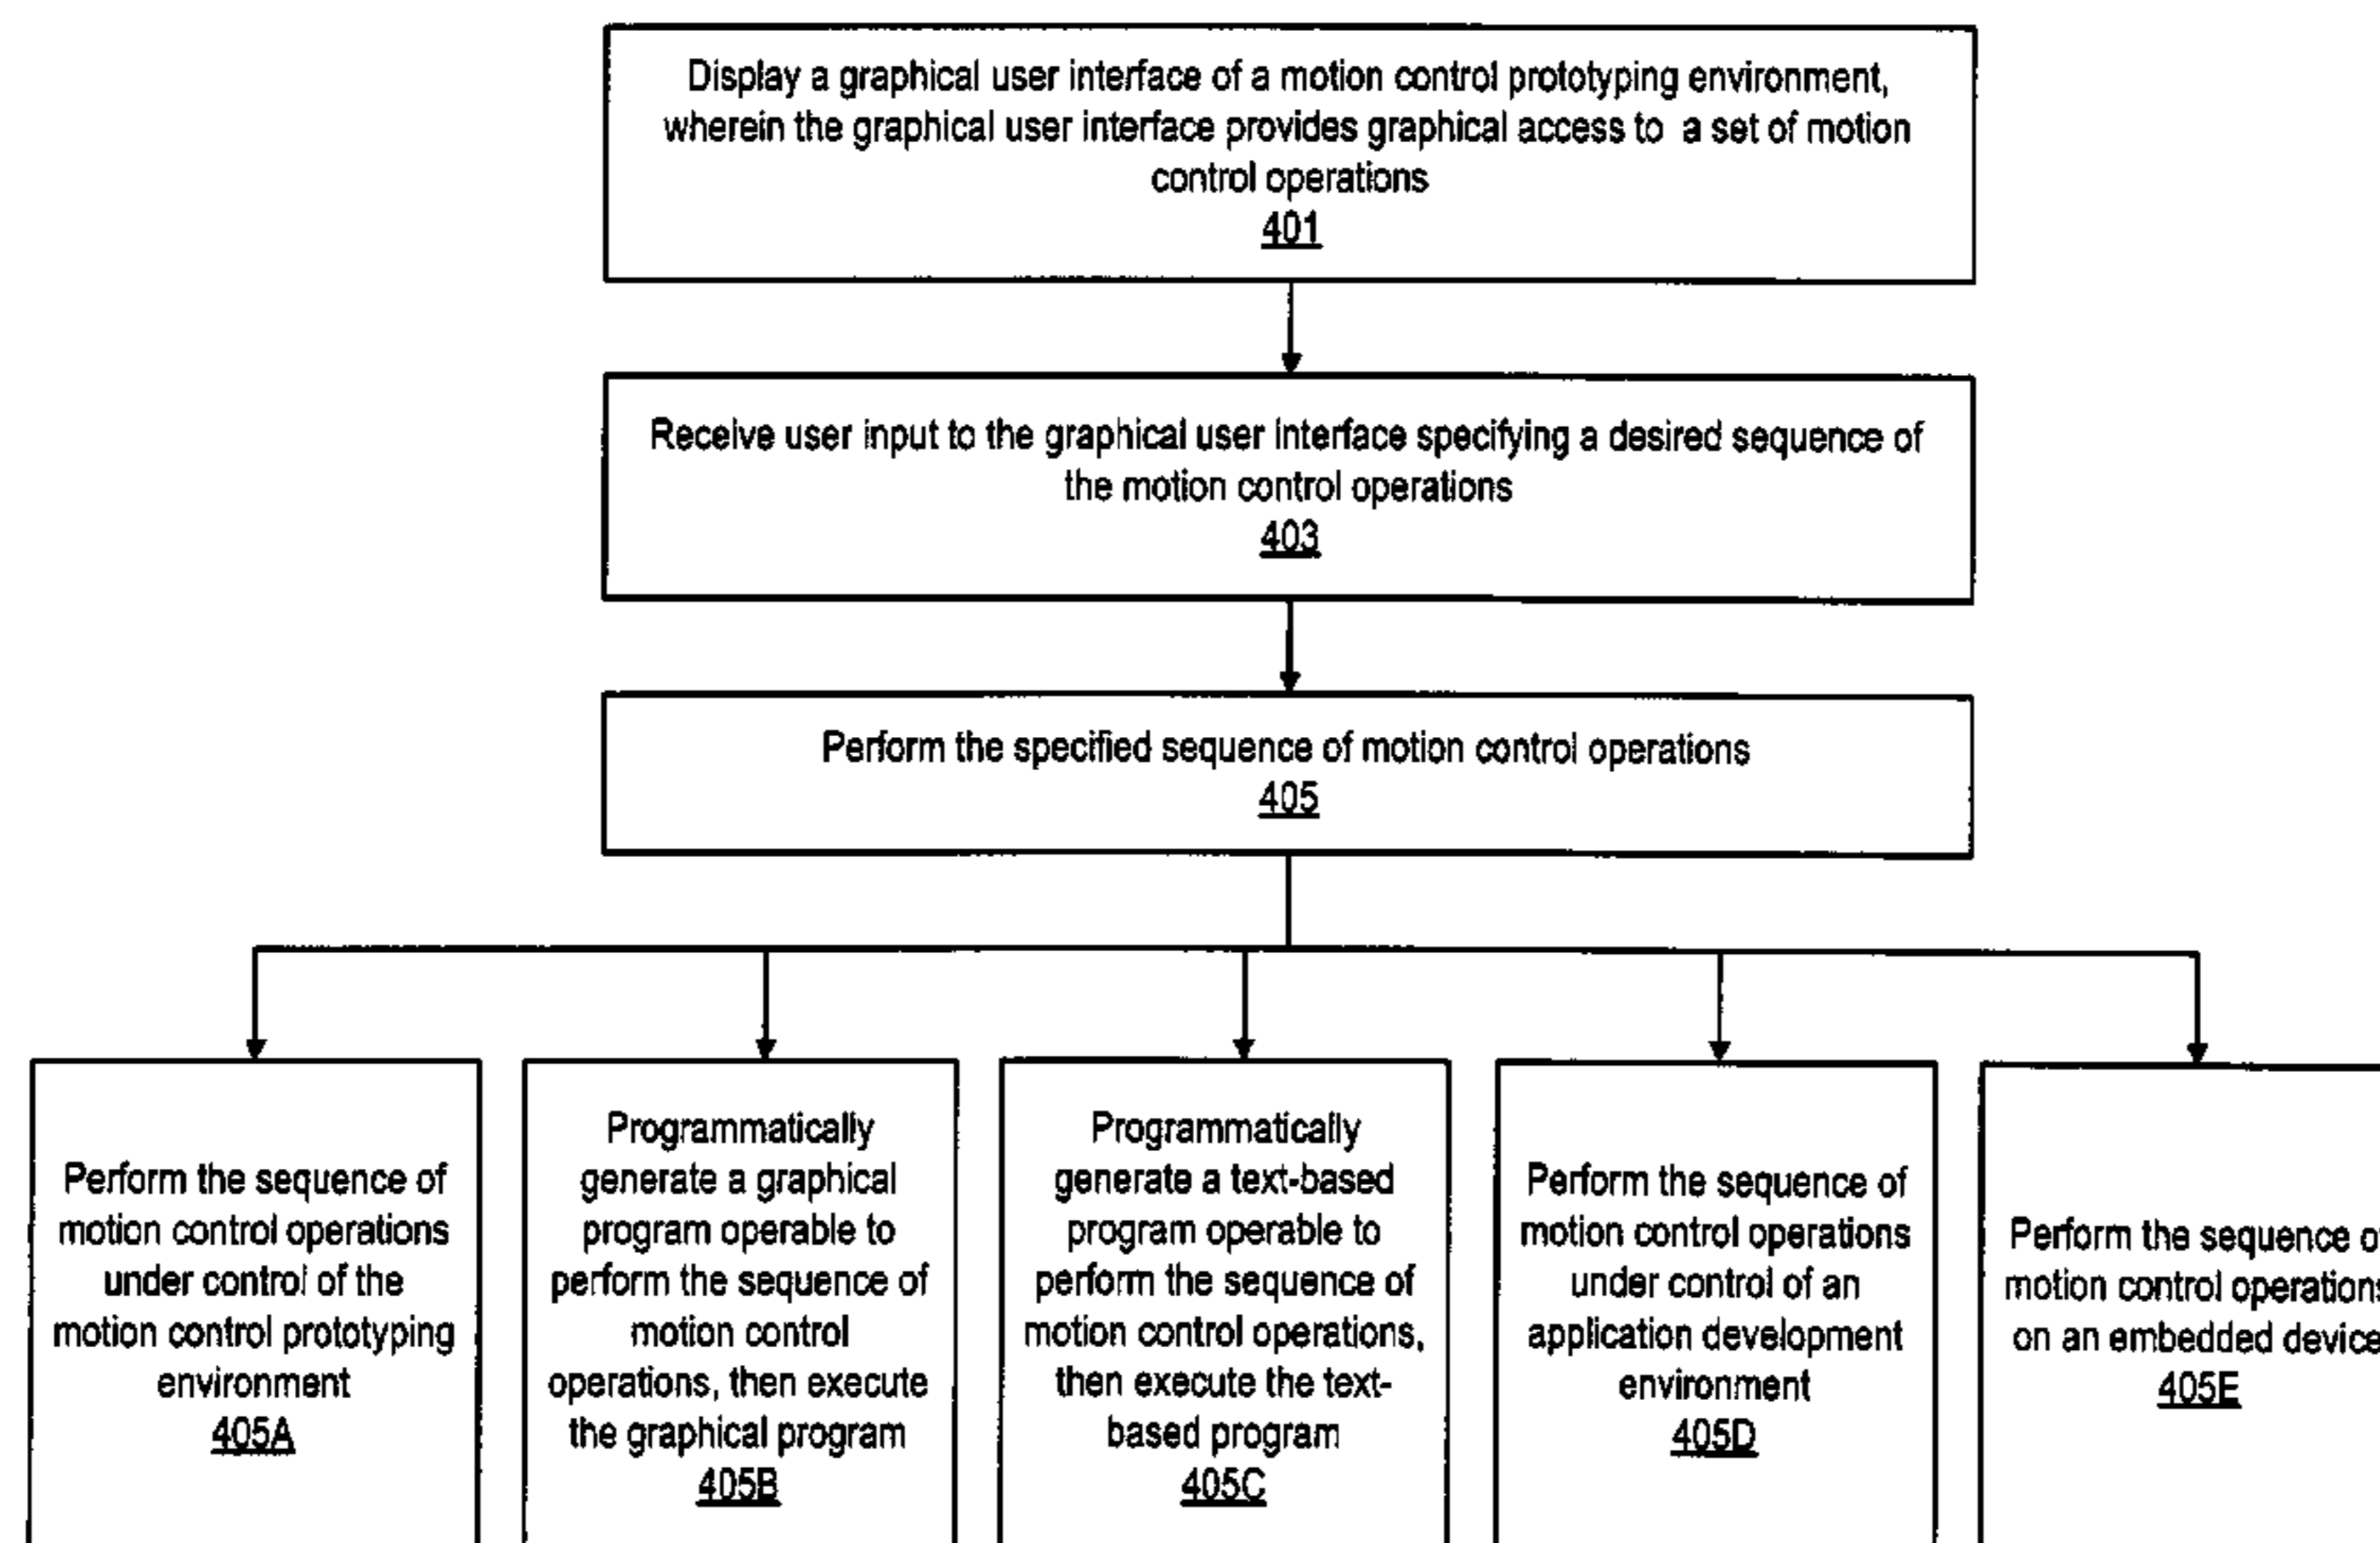 Display a graphical user interface of a motion control prototyping environment,
wherein the graphical user interface provides graphical access to a set of motion
control operations
401
Receive user input to the graphical user interface specifying a desired sequence of
the motion control operations
403
Perform the specified sequence of motion control operations
405
Perform the sequence of
motion control operations
under control of the
motion control prototyping
environment
405A
Programmatically
generate a graphical
program operable to
perform the sequence of
motion control
operations, then execute
the graphical program
405B
Programmatically
generate a text-based
program operable to
perform the sequence of
motion control operations,
then execute the text-
based program
405C
Perform the sequence of
motion control operations
under control of an
application development
environment
405D
Perform the sequence of
motion control operations
on an embedded device
405E